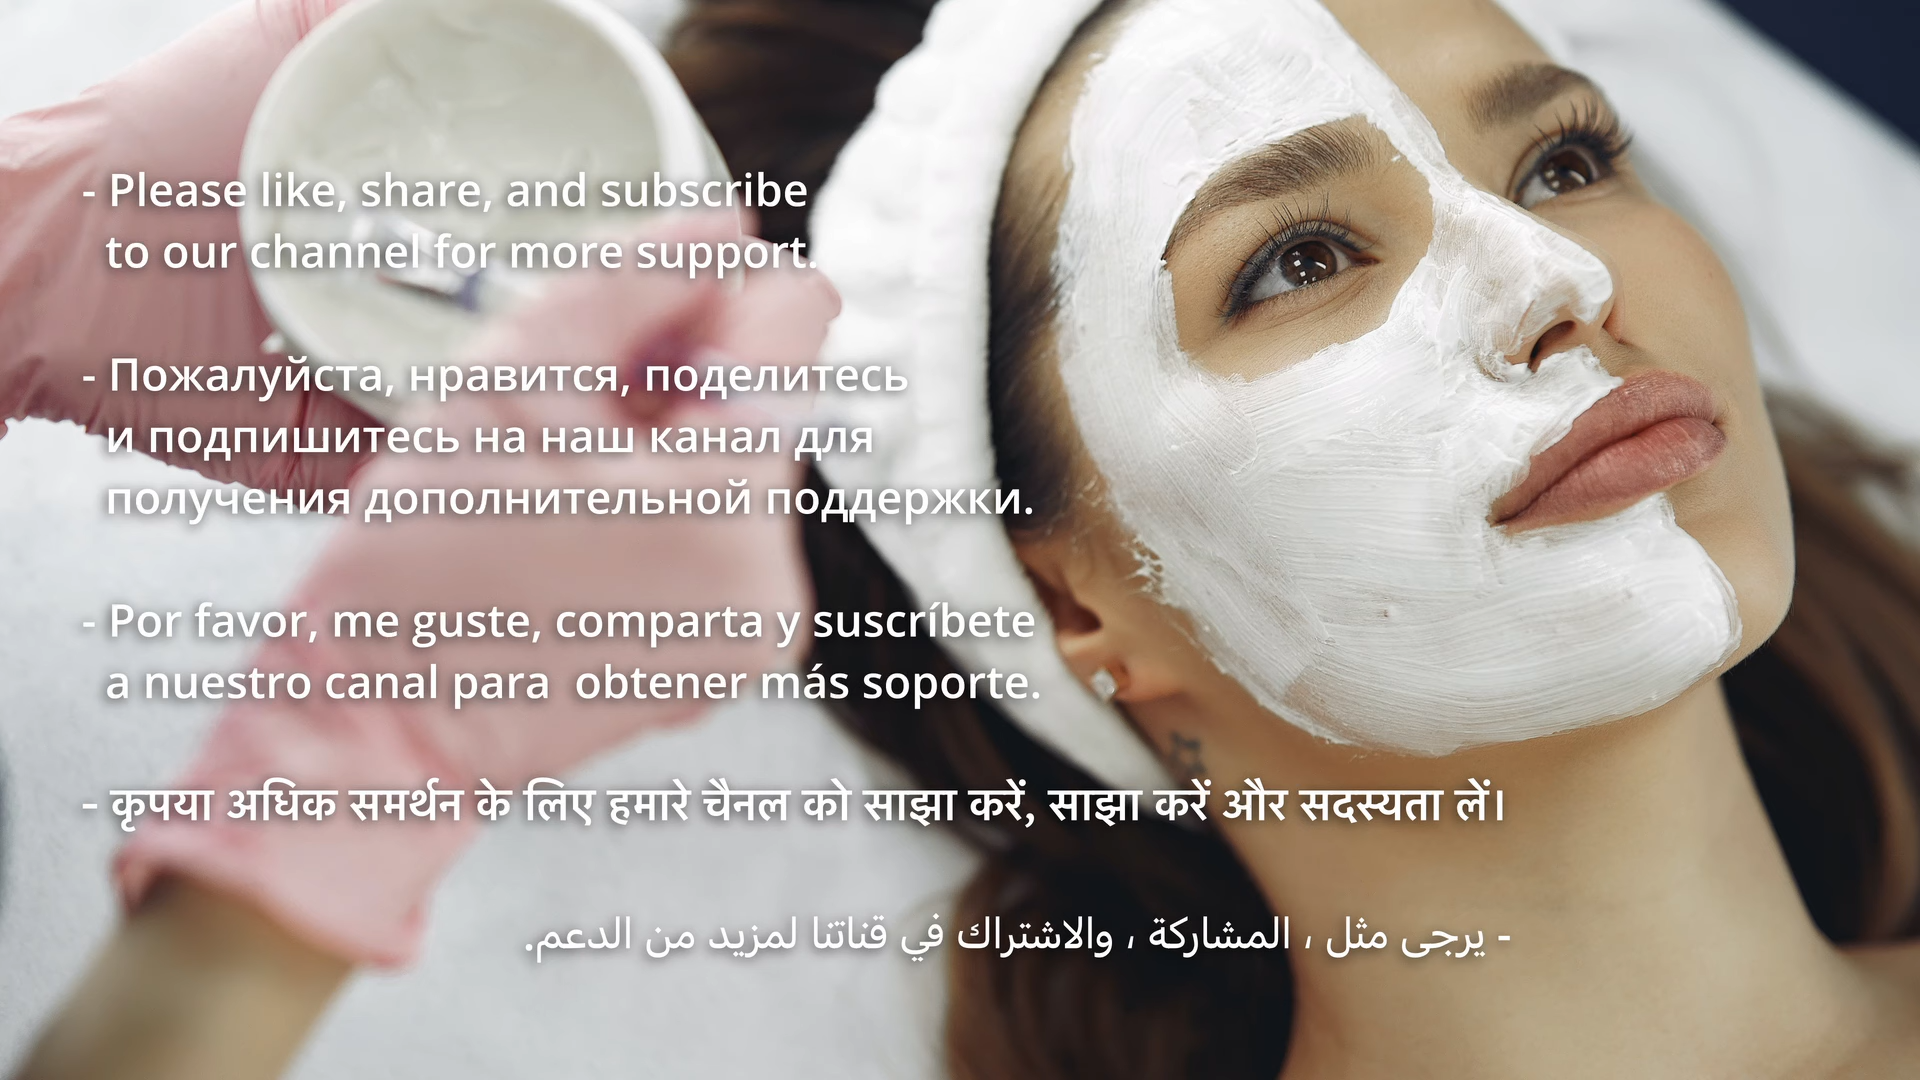 - Please like, share, and subscribe
to our channel for more support.
- Пожалуйста, нравится, поделитесь
и подпишитесь на наш канал для
получения дополнительной поддержки.
- Por favor, me guste, comparta y suscríbete
a nuestro canal para  obtener más soporte.
- कृपया अधिक समर्थन के लिए हमारे चैनल को साझा करें, साझा करें और सदस्यता लें।
- يرجى مثل ، المشاركة ، والاشتراك في قناتنا لمزيد من الدعم.